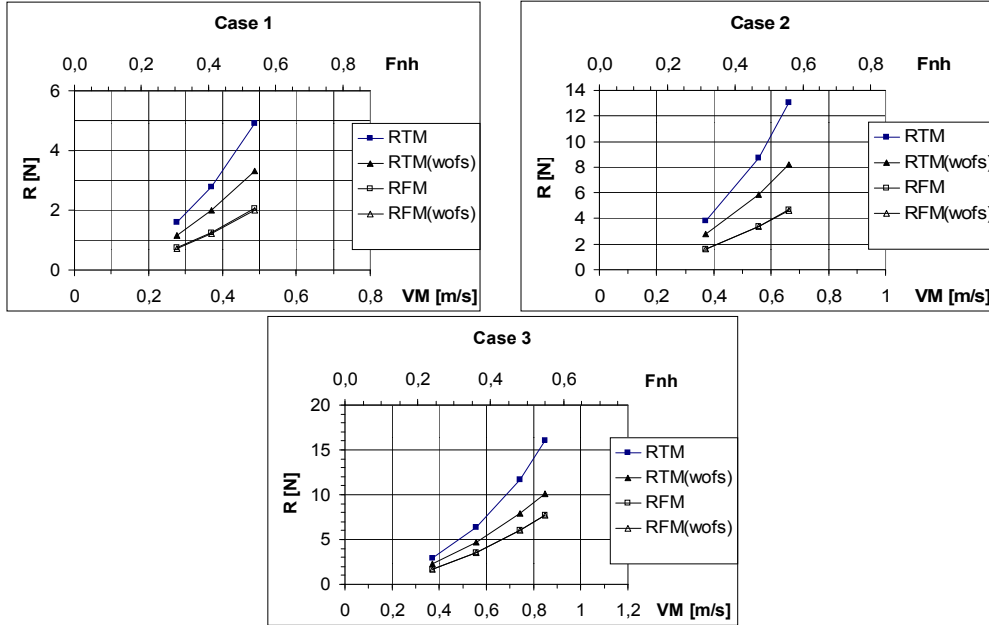 Case 1
0,0 0,2 0,4 0,6 0,8 Fnh
6
4
2
0
R [N]
0 0,2 0,4 0,6 0,8
VM [m/s]
RTM
RTM(wofs)
RFM
RFM(wofs)
Case 2
0,0 0,2 0,4 0,6 0,8 Fnh
14
12
10
8
6
4
2
0
R [N]
0 0,2 0,4 0,6 0,8 1
VM [m/s]
RTM
RTM(wofs)
RFM
RFM(wofs)
Case 3
0,0 0,2 0,4 0,6 Fnh
20
15
10
5
0
R [N]
0 0,2 0,4 0,6 0,8 1 1,2
VM [m/s]
RTM
RTM(wofs)
RFM
RFM(wofs)